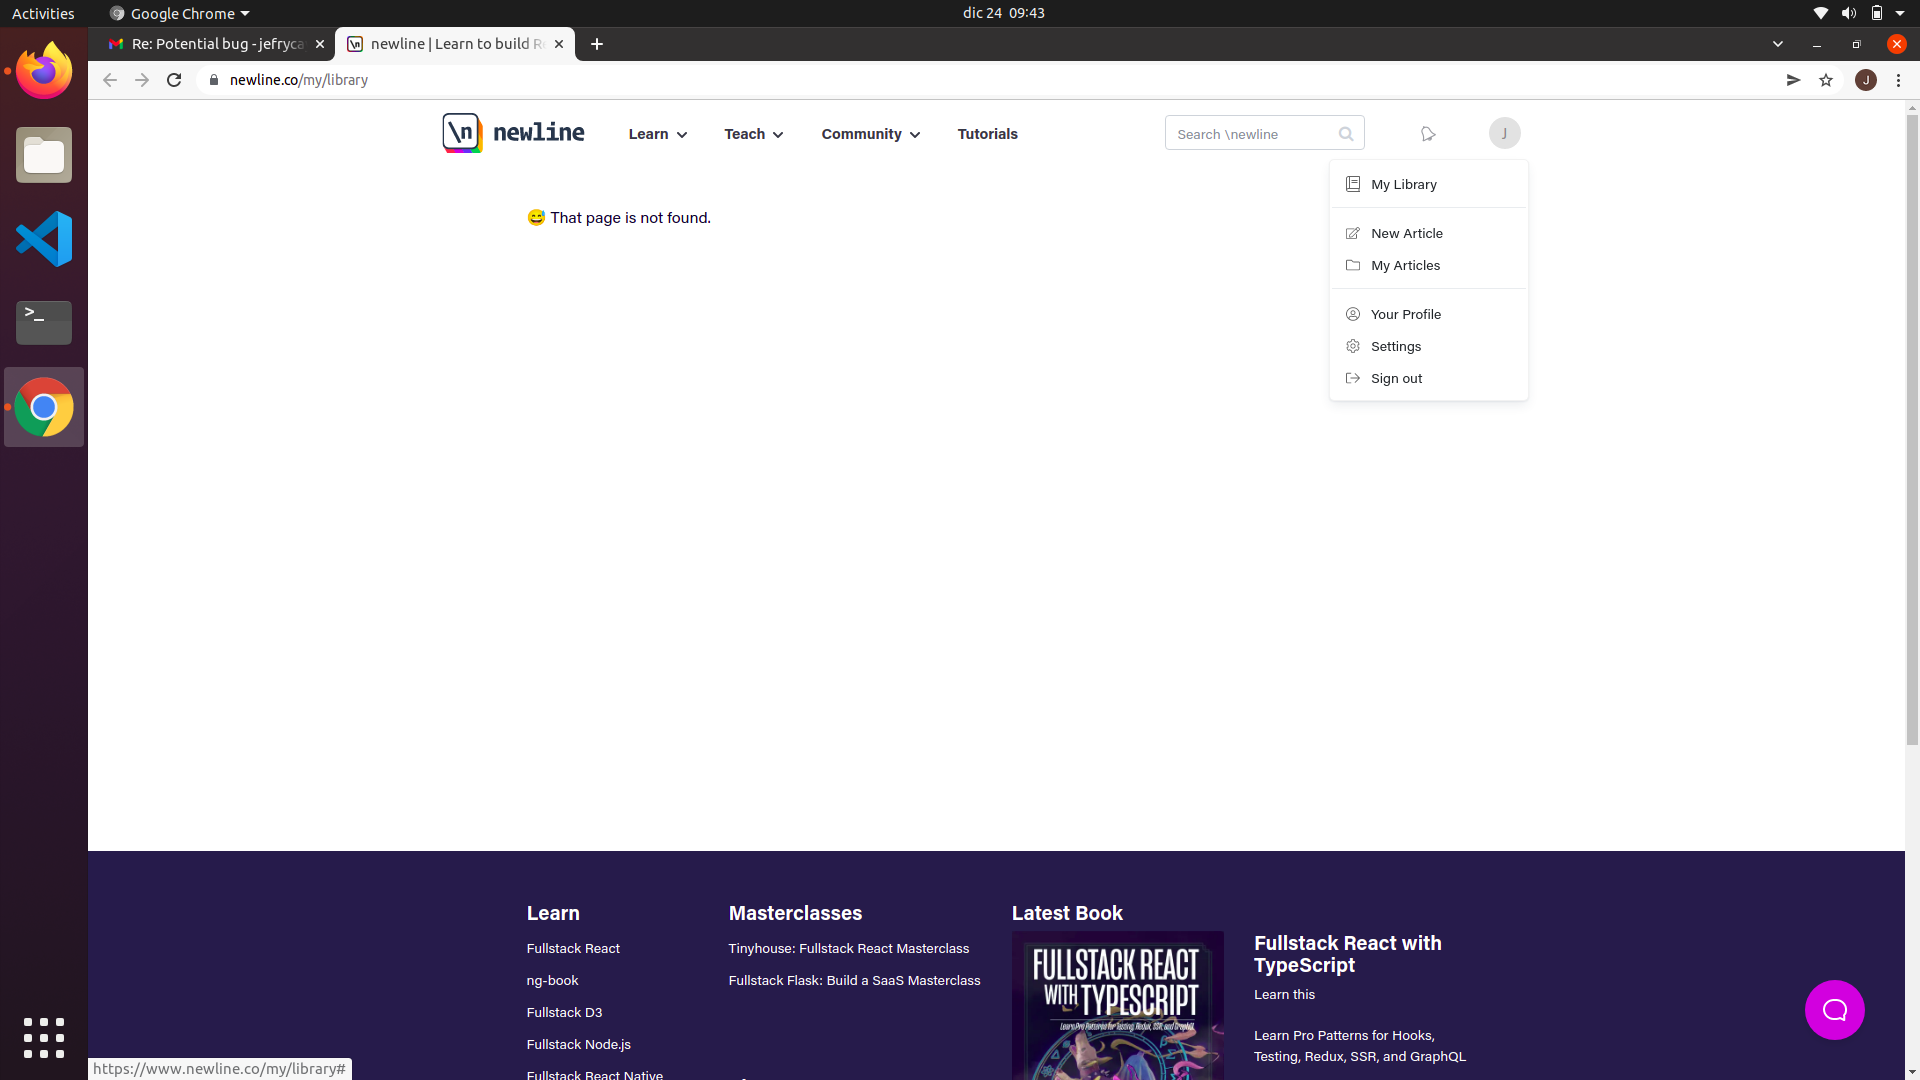 Activities
Google Chrome
dic 24 09:43
Re: Potential bug - jefryca
newline | Learn to build Re
newline.co/my/library
J
\n newline
Learn
Teach
Community
Tutorials
Search \newline
J
My Library
New Article
My Articles
Your Profile
Settings
Sign out
😅 That page is not found.
Learn
Fullstack React
ng-book
Fullstack D3
Fullstack Node.js
Fullstack React Native
Masterclasses
Tinyhouse: Fullstack React Masterclass
Fullstack Flask: Build a SaaS Masterclass
Latest Book
FULLSTACK REACT
WITH TYPESCRIPT
Learn Pro Patterns for Testing, Redux, SSR, and GraphQL
Fullstack React with
TypeScript
Learn this
Learn Pro Patterns for Hooks,
Testing, Redux, SSR, and GraphQL
https://www.newline.co/my/library#